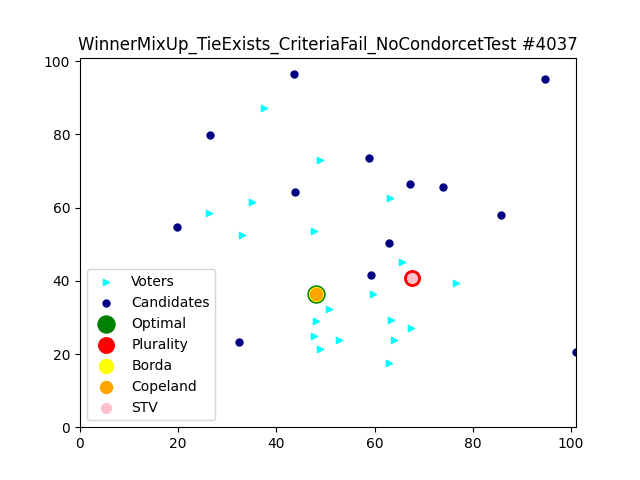 WinnerMixUp_TieExists_CriteriaFail_NoCondorcetTest #4037
100
80
60
40
20
0
Voters
Candidates
Optimal
Plurality
Borda
Copeland
STV
0 20 40 60 80 100